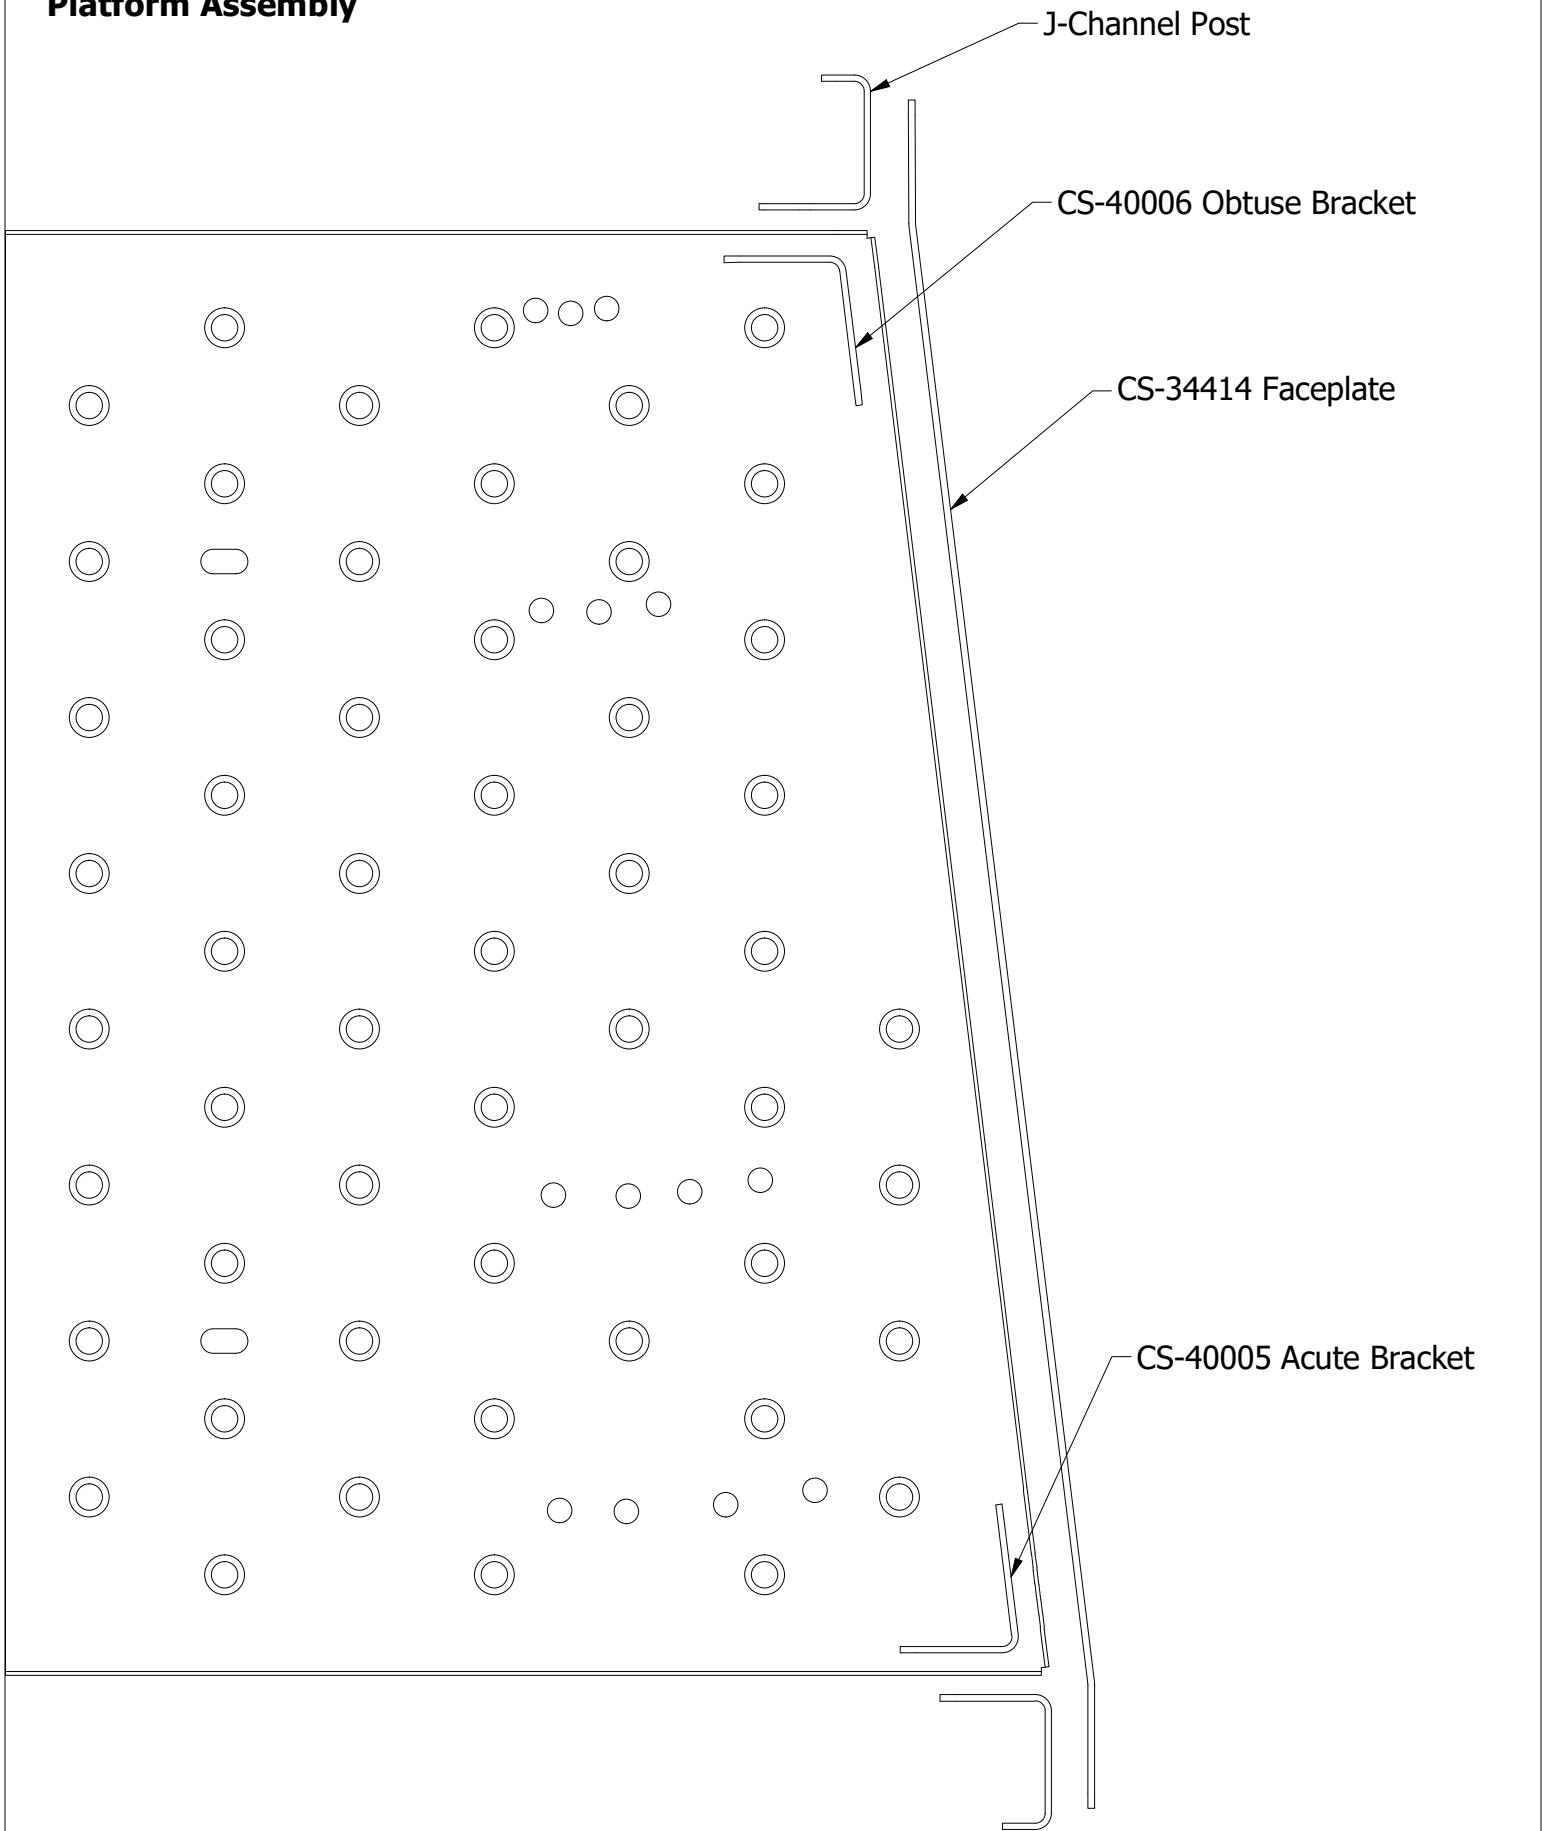 Platform Assembly
J-Channel Post
CS-40006 Obtuse Bracket
CS-34414 Faceplate
CS-40005 Acute Bracket